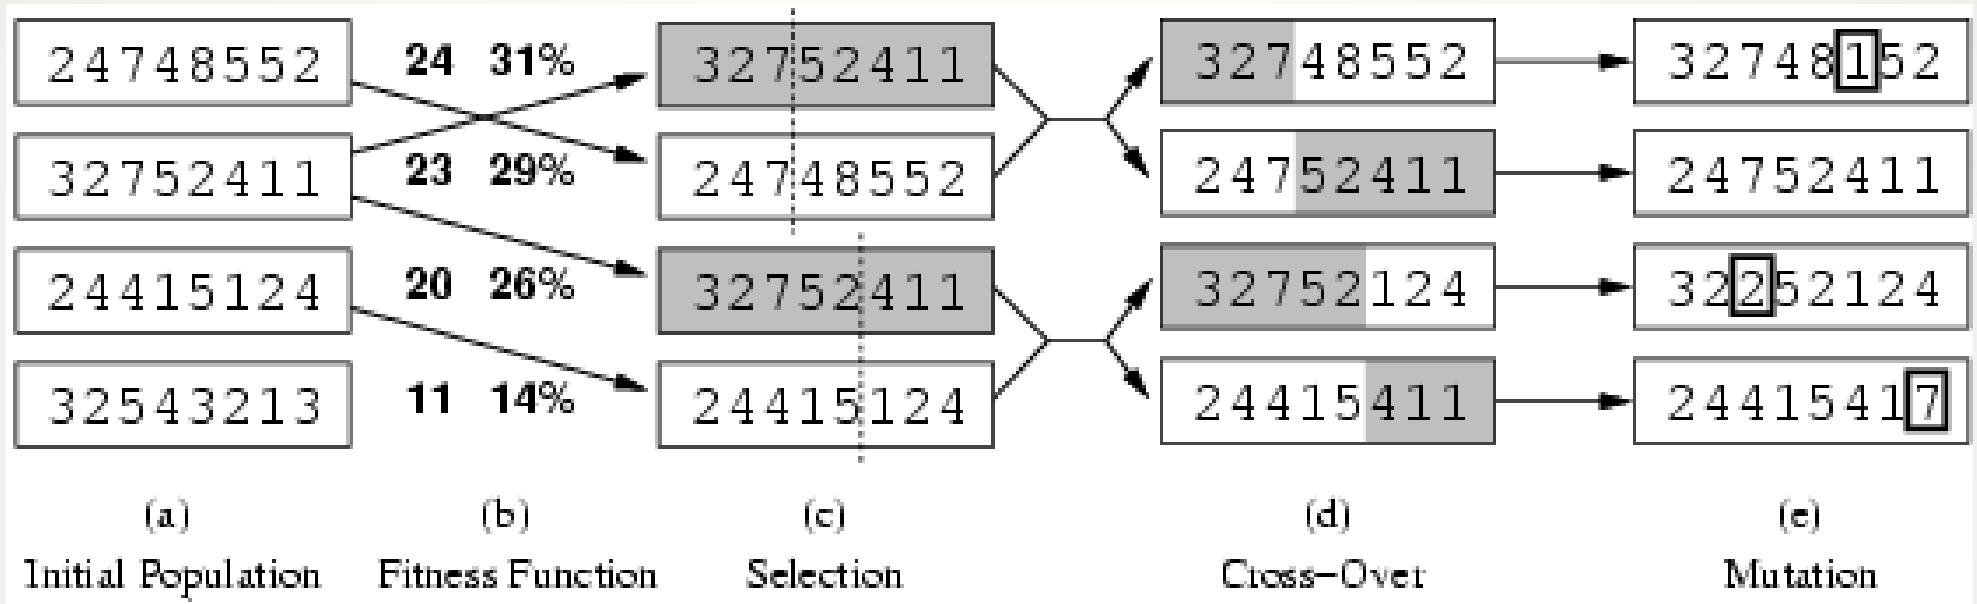 24748552 24 31% 32752411 32748552 32748152
32752411 23 29% 24748552 24752411 24752411
24415124 20 26% 32752411 32752124 32252124
32543213 11 14% 24415124 24415411 24415417
(a) (b) (c) (d) (e)
Initial Population Fitness Function Selection Cross-Over Mutation